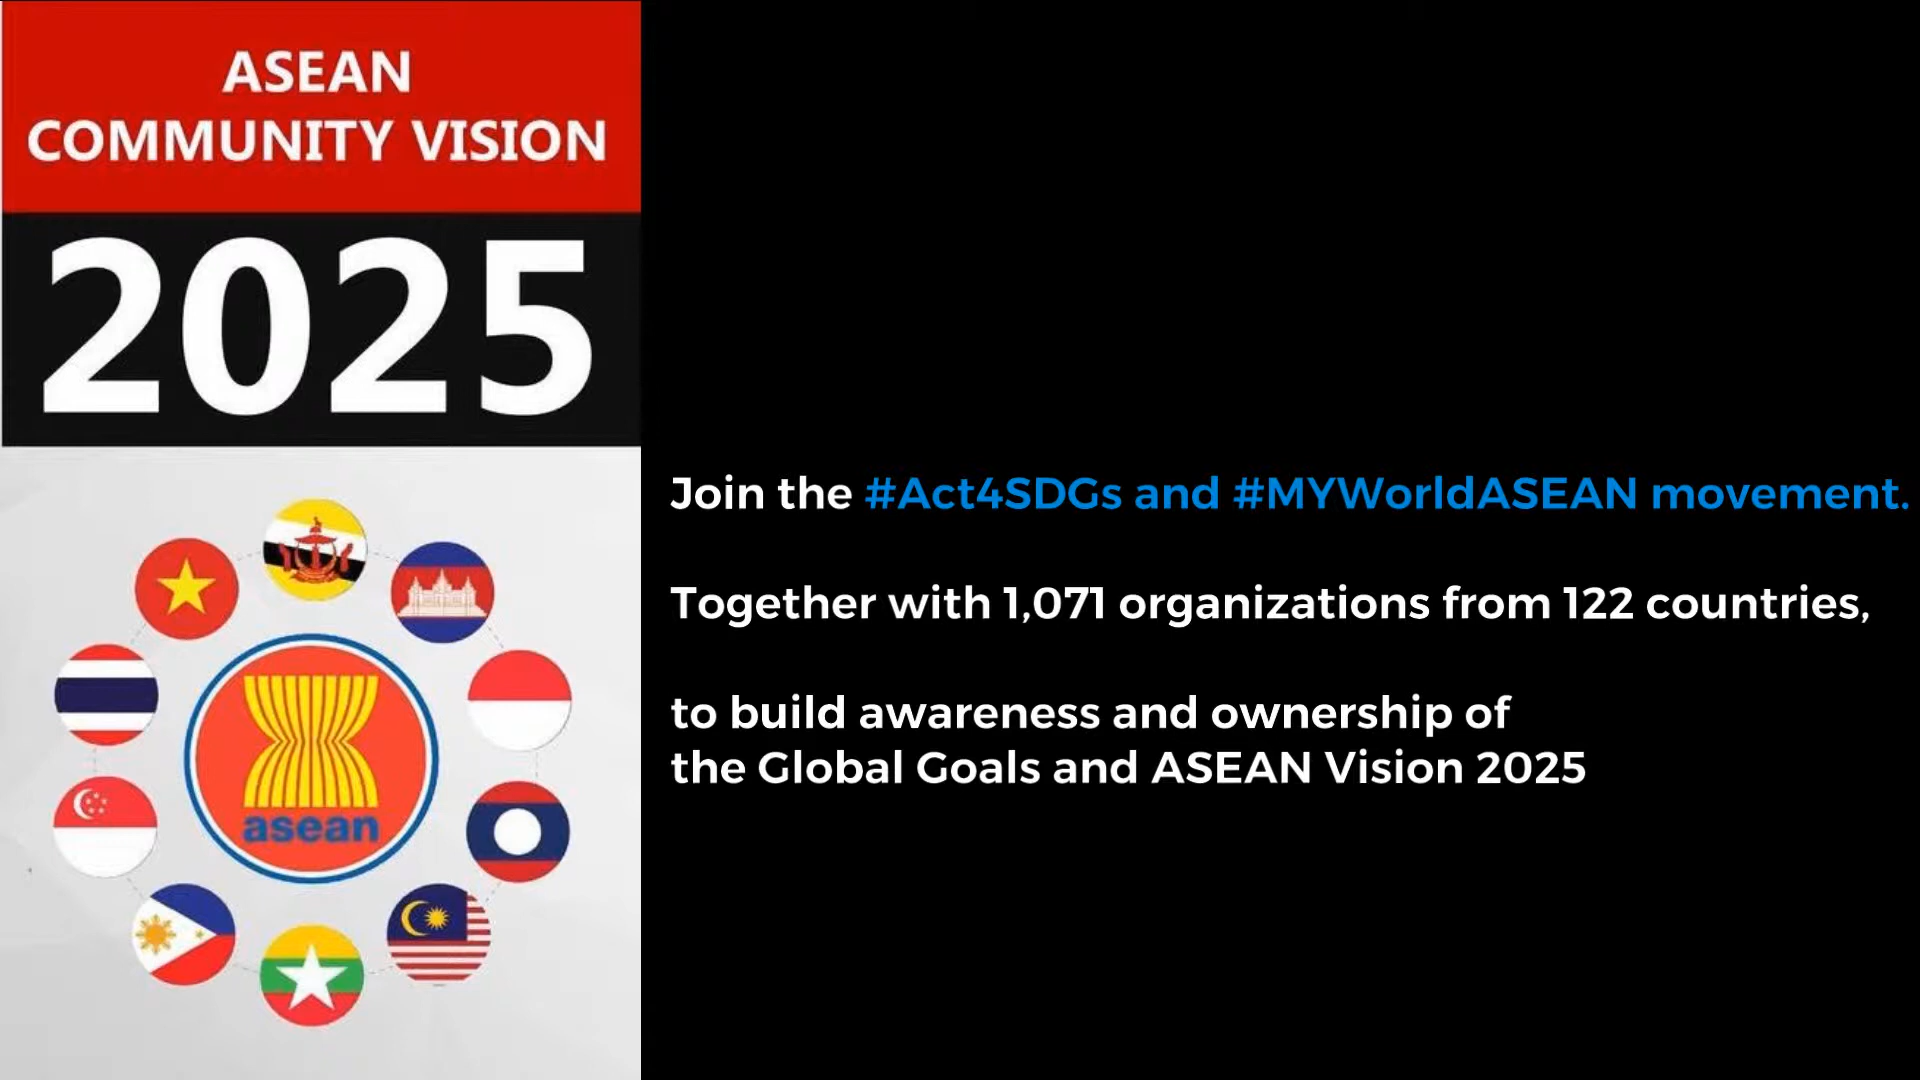 ASEAN
COMMUNITY VISION
2025
asean
Join the #Act4SDGs and #MYWorldASEAN movement.
Together with 1,071 organizations from 122 countries,
to build awareness and ownership of
the Global Goals and ASEAN Vision 2025